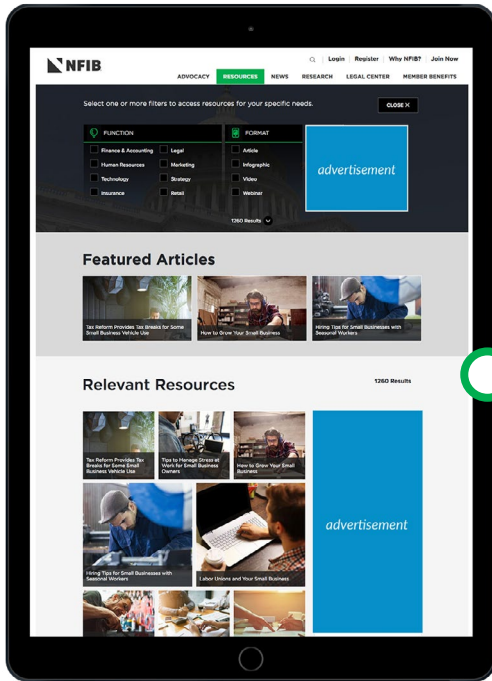 NFIB
Login Register Why NFIB? Join Now
ADVOCACY RESOURCES NEWS RESEARCH LEGAL CENTER MEMBER BENEFITS
Select one or more filters to access resources for your specific needs.
CLOSE X
FUNCTION
FORMAT
Finance & Accounting Legal Article
Human Resources Marketing Infographic
Technology Strategy Video
Insurance Retail Webinar
advertisement
1260 Results
Featured Articles
Tax Reform Provides Tax Breaks for Some
Small Business Vehicle Use
How to Grow Your Small Business
Hiring Tips for Small Businesses with
Seasonal Workers
Relevant Resources
1260 Results
Tax Reform Provides Tax
Breaks for Some Small
Business Vehicle Use
Tips to Manage Stress at
Work for Small Business
Owners
How to Grow Your Small
Business
Hiring Tips for Small Businesses with
Seasonal Workers
Labor Unions and Your Small Business
advertisement